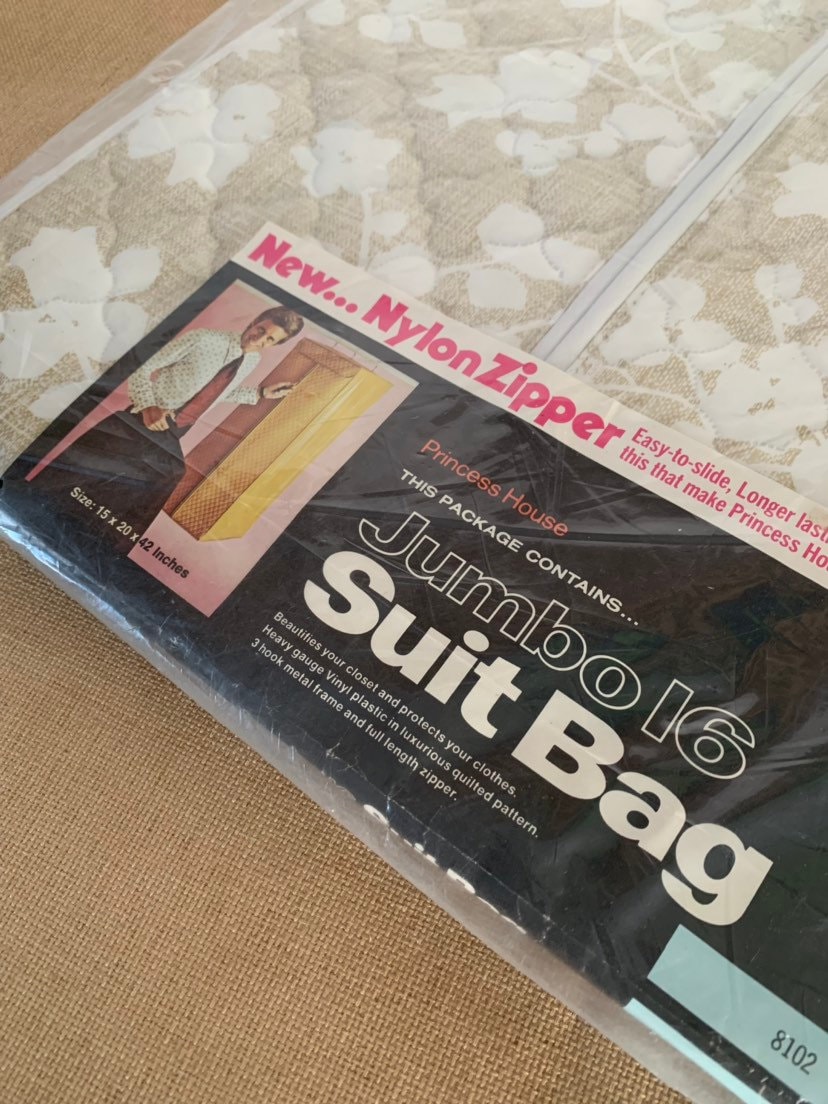 New... Nylon Zipper
Easy-to-slide, Longer
this that make Princess
Princess House
THIS PACKAGE CONTAINS...
Jumbo 16
Suit Bag
Size: 15 x 20 x 42 Inches
Beautifies your closet and protects your clothes.
Heavy gauge Vinyl plastic in luxurious quilted pattern.
3 hook metal frame and full length zipper.
8102